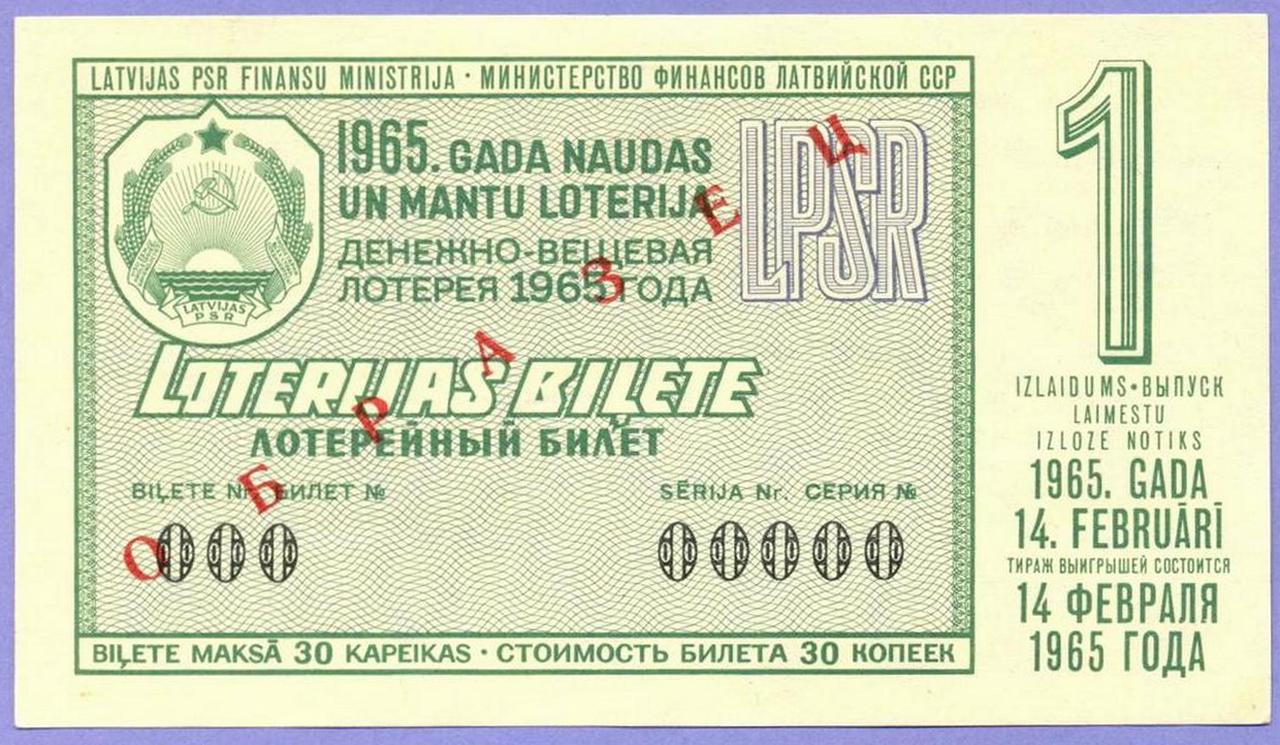 LATVIJAS PSR FINANSU MINISTRIJA · МИНИСТЕРСТВО ФИНАНСОВ ЛАТВИЙСКОЙ ССР
LATVIJAS
PSR
1965. GADA NAUDAS
UN MANTU LOTERIJA
ДЕНЕЖНО-ВЕЩЕВАЯ
ЛОТЕРЕЯ 1965 ГОДА
LPSR
ОБРАЗЕЦ
LOTERIJAS BIĻETE
ЛОТЕРЕЙНЫЙ БИЛЕТ
BIĻETE Nr. БИЛЕТ № SĒRIJA Nr. СЕРИЯ №
000 00000
BIĻETE MAKSĀ 30 KAPEIKAS · СТОИМОСТЬ БИЛЕТА 30 КОПЕЕК
1
IZLAIDUMS • ВЫПУСК
LAIMESTU
IZLOZE NOTIKS
1965. GADA
14. FEBRUĀRĪ
ТИРАЖ ВЫИГРЫШЕЙ СОСТОИТСЯ
14 ФЕВРАЛЯ
1965 ГОДА